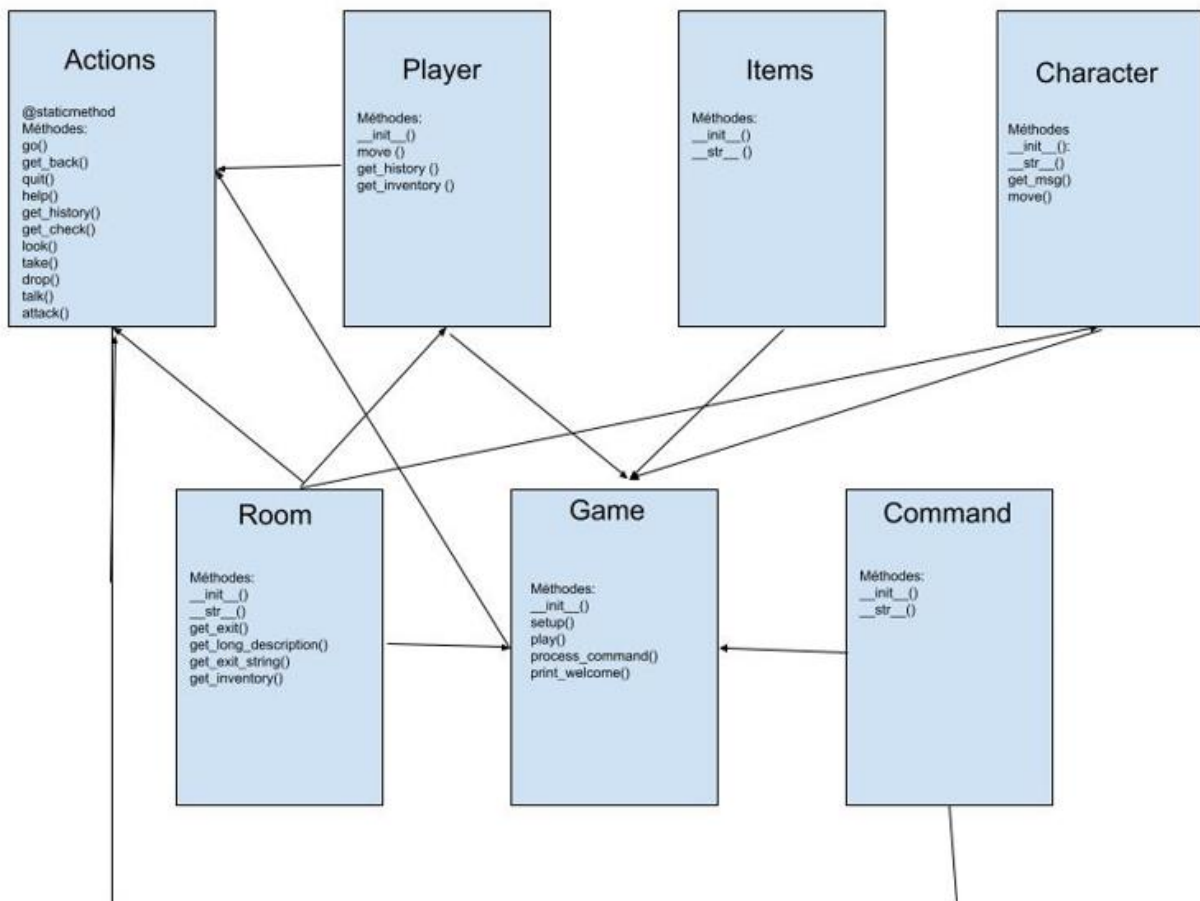 Actions
@staticmethod
Méthodes:
go()
get_back()
quit()
help()
get_history()
get_check()
look()
take()
drop()
talk()
attack()
Player
Méthodes:
__init__()
move ()
get_history ()
get_inventory ()
Items
Méthodes:
__init__()
__str__ ()
Character
Méthodes
__init__():
__str__()
get_msg()
move()
Room
Méthodes:
__init__()
__str__()
get_exit()
get_long_description()
get_exit_string()
get_inventory()
Game
Méthodes:
__init__()
setup()
play()
process_command()
print_welcome()
Command
Méthodes:
__init__()
__str__()